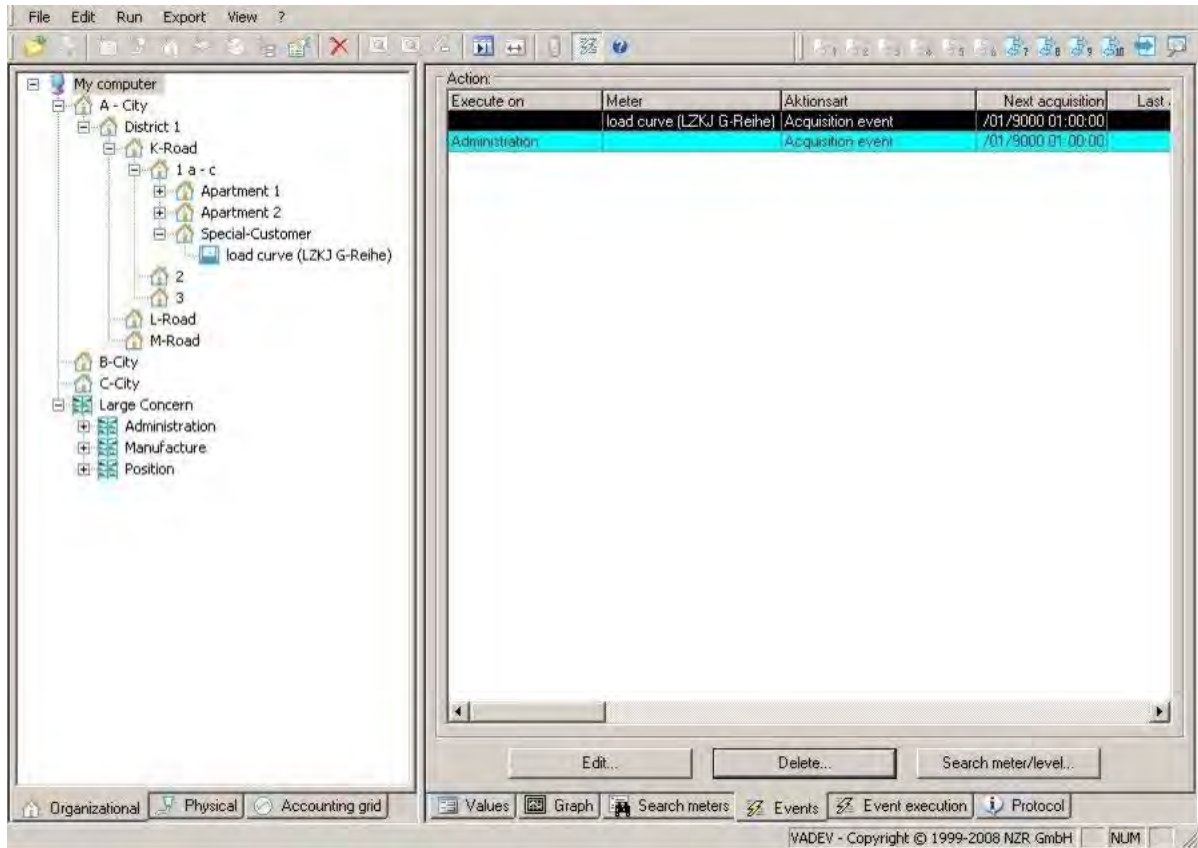 File Edit Run Export View ?
My computer
A - City
District 1
K-Road
1 a - c
Apartment 1
Apartment 2
Special-Customer
load curve (LZKJ G-Reihe)
2
3
L-Road
M-Road
B-City
C-City
Large Concern
Administration
Manufacture
Position
Organizational Physical Accounting grid
Action:
Execute on Meter Aktionsart Next acquisition Last
load curve (LZKJ G-Reihe) Acquisition event /01/9000 01:00:00
Administration Acquisition event /01/9000 01:00:00
Edit... Delete... Search meter/level...
Values Graph Search meters Events Event execution Protocol
VADEV - Copyright © 1999-2008 NZR GmbH NUM